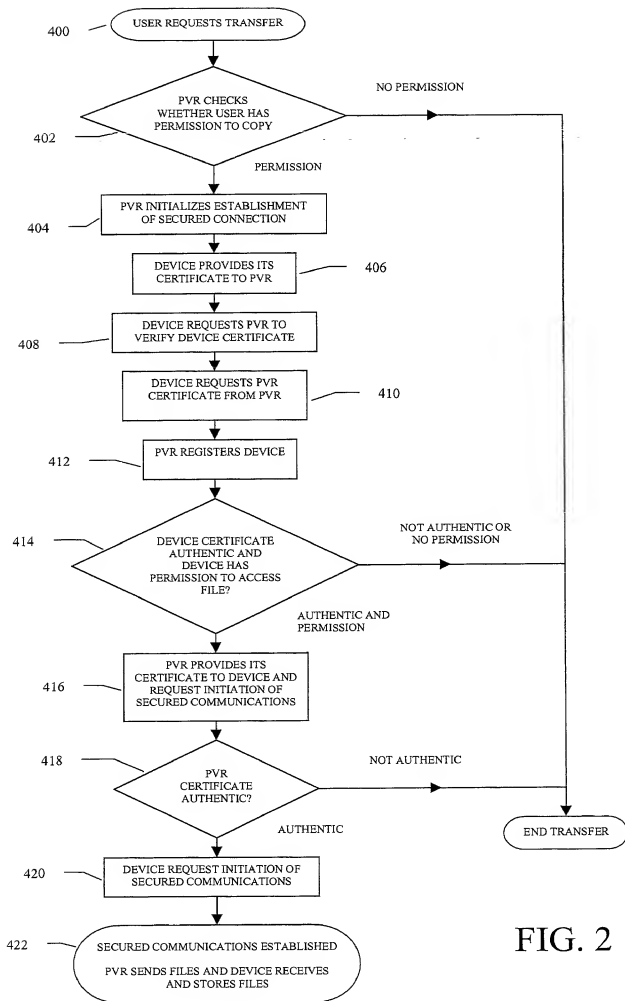 400
USER REQUESTS TRANSFER
402
PVR CHECKS
WHETHER USER HAS
PERMISSION TO COPY
NO PERMISSION
PERMISSION
404
PVR INITIALIZES ESTABLISHMENT
OF SECURED CONNECTION
DEVICE PROVIDES ITS
CERTIFICATE TO PVR
406
408
DEVICE REQUESTS PVR TO
VERIFY DEVICE CERTIFICATE
DEVICE REQUESTS PVR
CERTIFICATE FROM PVR
410
412
PVR REGISTERS DEVICE
414
DEVICE CERTIFICATE
AUTHENTIC AND
DEVICE HAS
PERMISSION TO ACCESS
FILE?
NOT AUTHENTIC OR
NO PERMISSION
AUTHENTIC AND
PERMISSION
416
PVR PROVIDES ITS
CERTIFICATE TO DEVICE AND
REQUEST INITIATION OF
SECURED COMMUNICATIONS
418
PVR
CERTIFICATE
AUTHENTIC?
NOT AUTHENTIC
AUTHENTIC
END TRANSFER
420
DEVICE REQUEST INITIATION OF
SECURED COMMUNICATIONS
422
SECURED COMMUNICATIONS ESTABLISHED
PVR SENDS FILES AND DEVICE RECEIVES
AND STORES FILES
FIG. 2